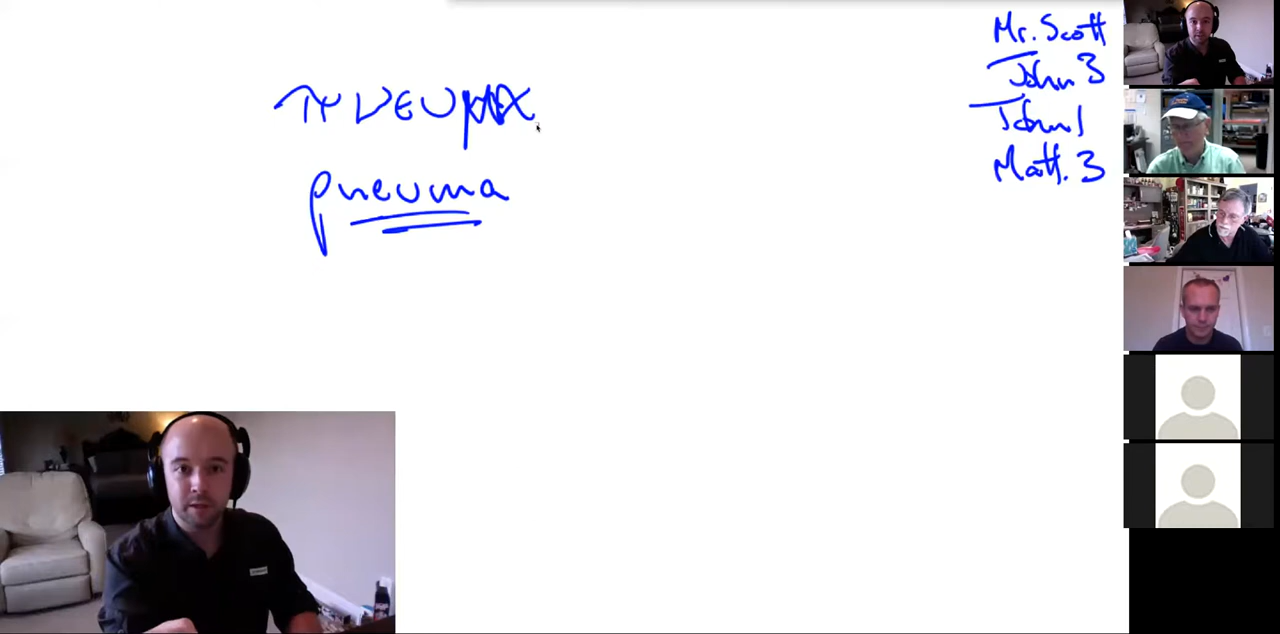 πνευμα
pneuma
Mr. Scott
John 3
John 1
Matt. 3